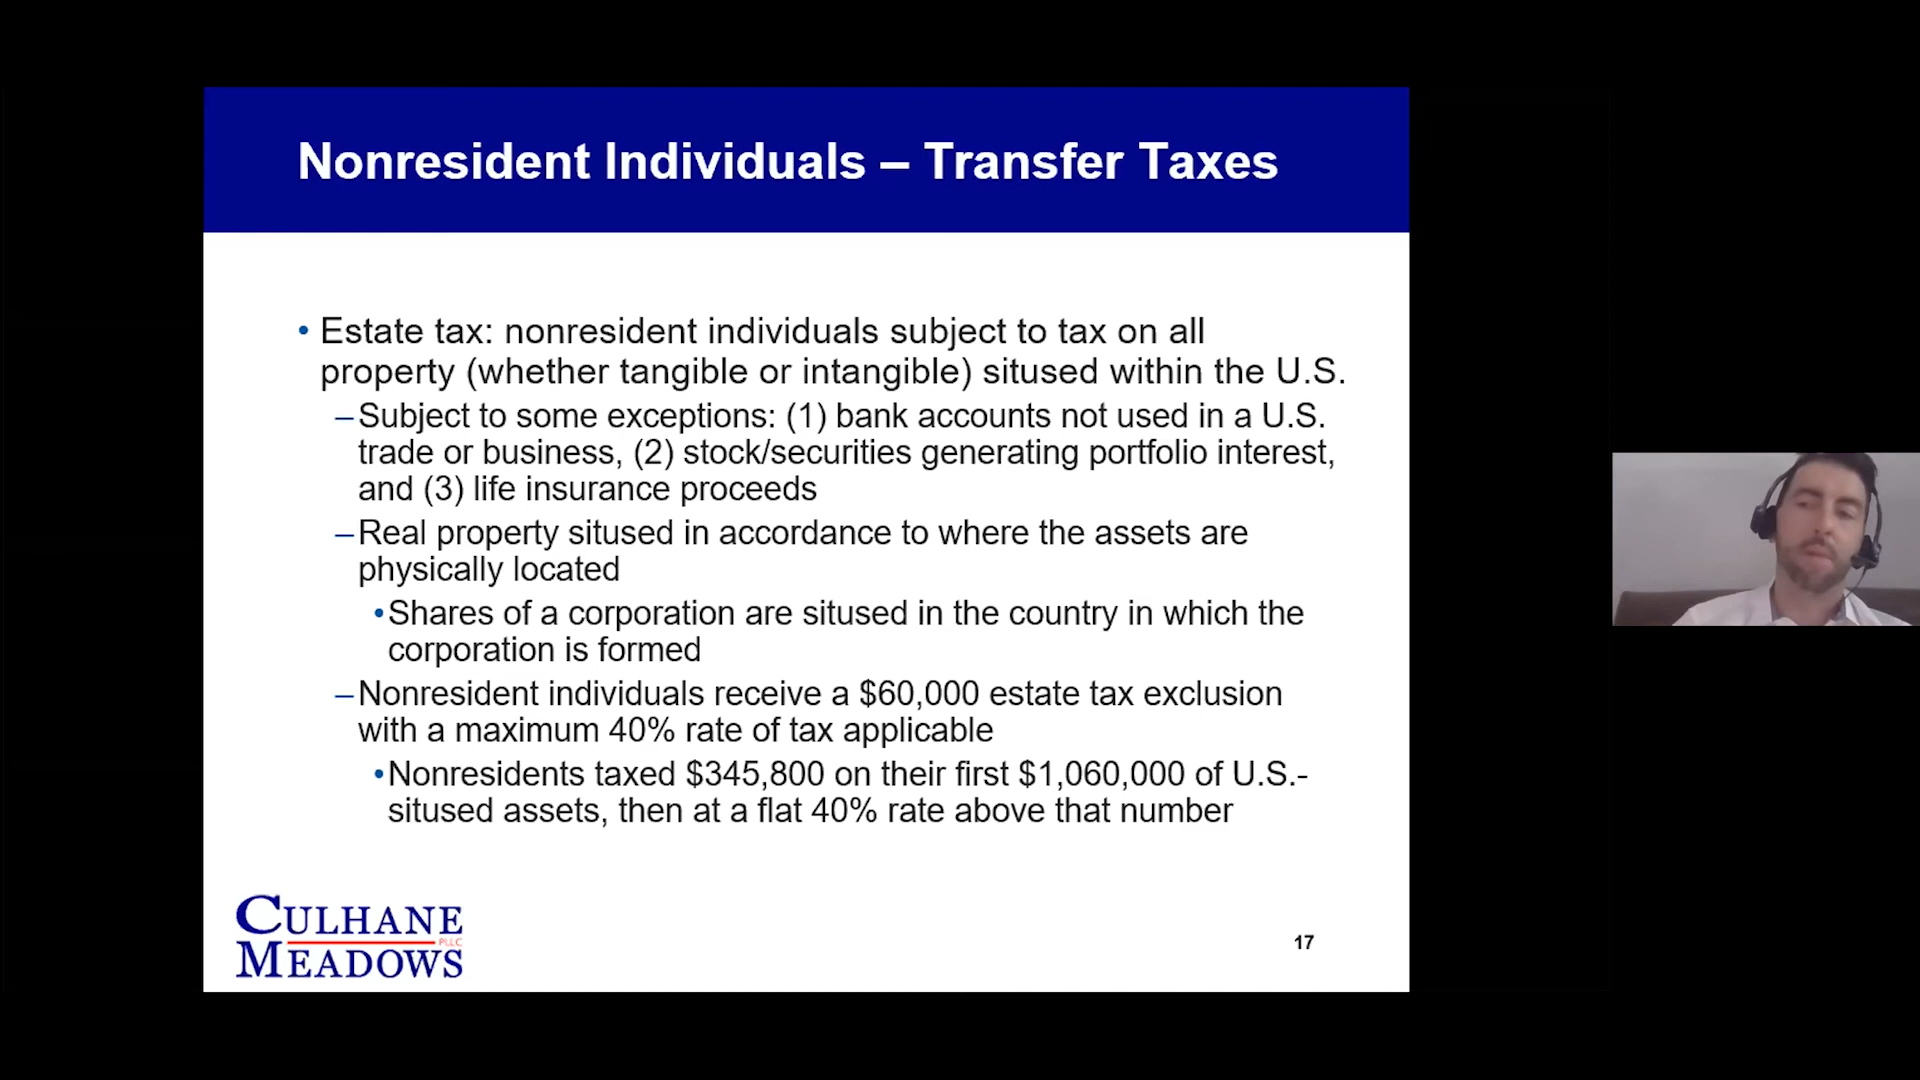 Nonresident Individuals – Transfer Taxes
• Estate tax: nonresident individuals subject to tax on all
property (whether tangible or intangible) sitused within the U.S.
–Subject to some exceptions: (1) bank accounts not used in a U.S.
trade or business, (2) stock/securities generating portfolio interest,
and (3) life insurance proceeds
–Real property sitused in accordance to where the assets are
physically located
•Shares of a corporation are sitused in the country in which the
corporation is formed
–Nonresident individuals receive a $60,000 estate tax exclusion
with a maximum 40% rate of tax applicable
•Nonresidents taxed $345,800 on their first $1,060,000 of U.S.-
sitused assets, then at a flat 40% rate above that number
CULHANE
PLLC
MEADOWS
17